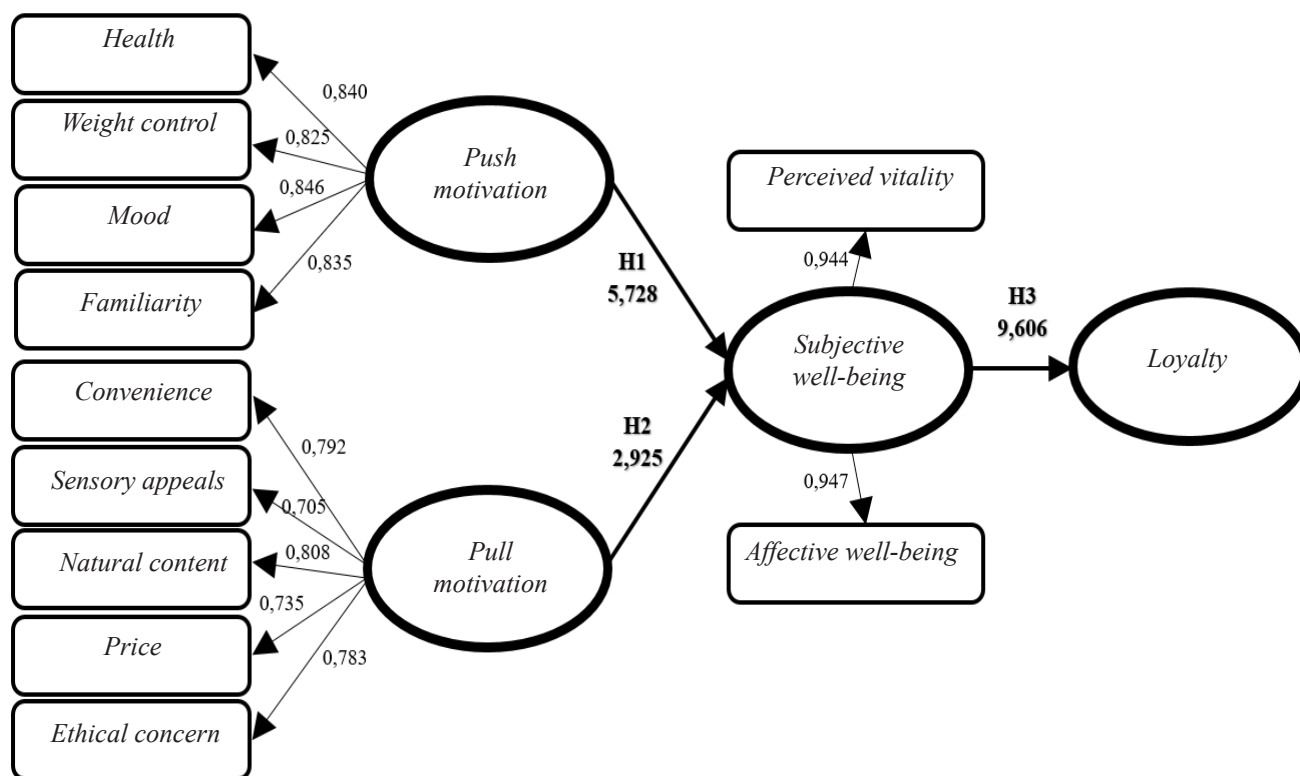 Health
Weight control
Mood
Familiarity
Convenience
Sensory appeals
Natural content
Price
Ethical concern
0,840
0,825
0,846
0,835
0,792
0,705
0,808
0,735
0,783
Push
motivation
Pull
motivation
H1
5,728
H2
2,925
Perceived vitality
0,944
Subjective
well-being
0,947
Affective well-being
H3
9,606
Loyalty